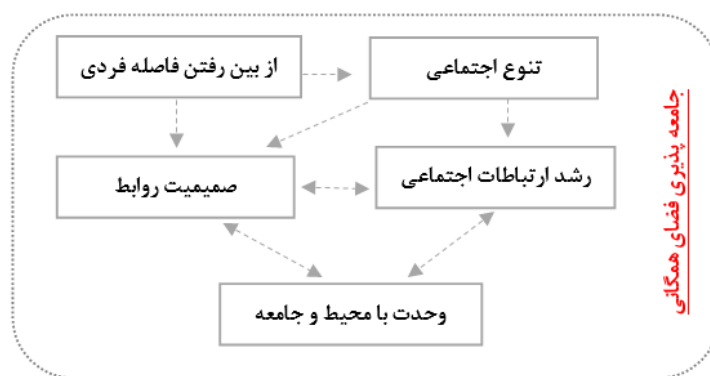 از بین رفتن فاصله فردی
تنوع اجتماعی
صمیمیت روابط
رشد ارتباطات اجتماعی
وحدت با محیط و جامعه
جامعه پذیری فضای همگانی